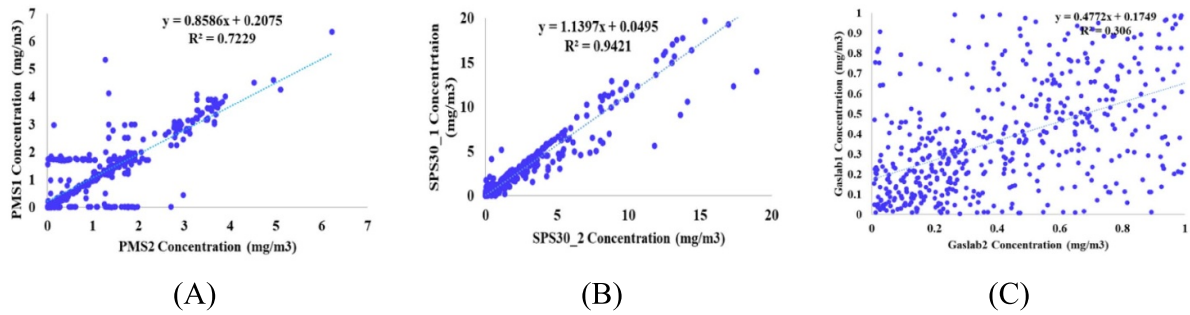 y = 0.8586x + 0.2075
R² = 0.7229
PMS1 Concentration (mg/m3)
7
6
5
4
3
2
1
0
0 1 2 3 4 5 6 7
PMS2 Concentration (mg/m3)
(A)
y = 1.1397x + 0.0495
R² = 0.9421
SPS30_1 Concentrtaion
(mg/m3)
20
15
10
5
0
0 5 10 15 20
SPS30_2 Concentration (mg/m3)
(B)
y = 0.4772x + 0.1749
R² = 0.306
Gaslab1 Concentration (mg/m3)
1
0.9
0.8
0.7
0.6
0.5
0.4
0.3
0.2
0.1
0
0 0.2 0.4 0.6 0.8 1
Gaslab2 Concentration (mg/m3)
(C)